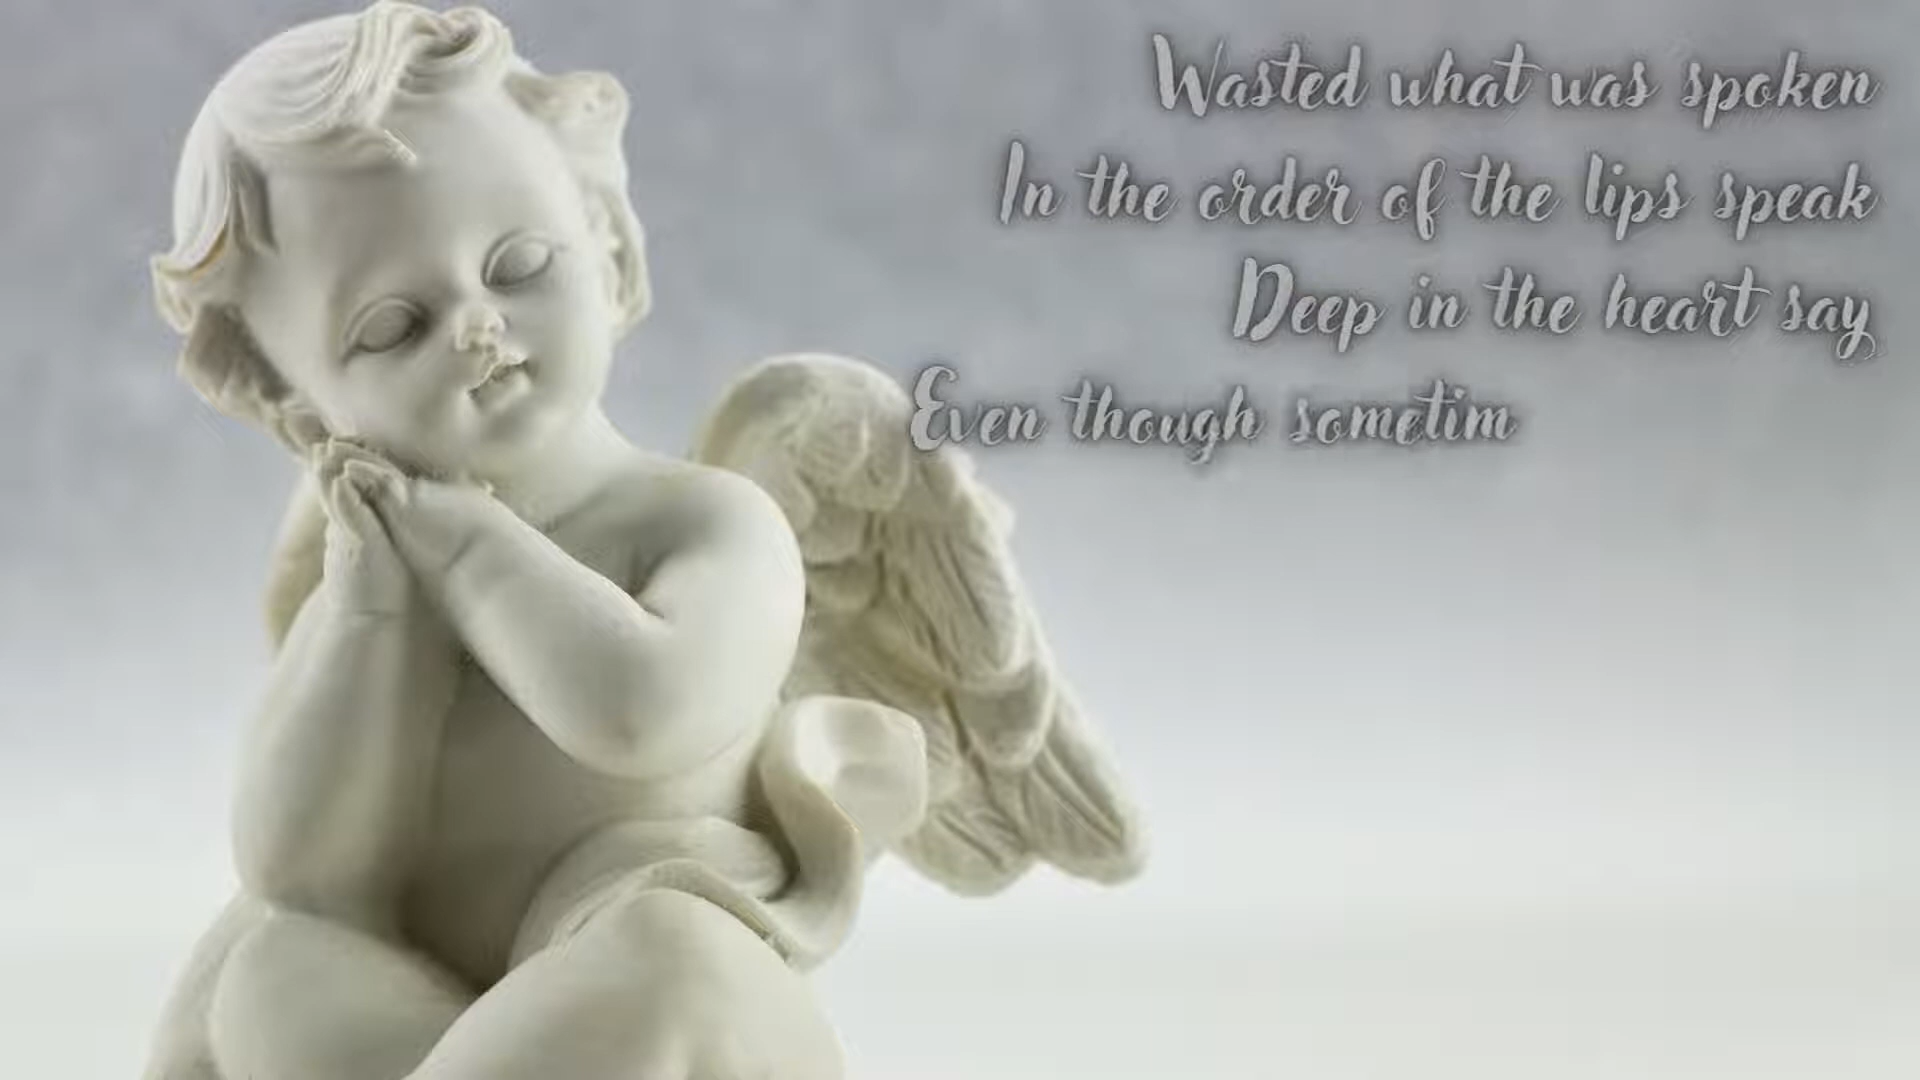 Wasted what was spoken
In the order of the lips speak
Deep in the heart say
Even though sometim